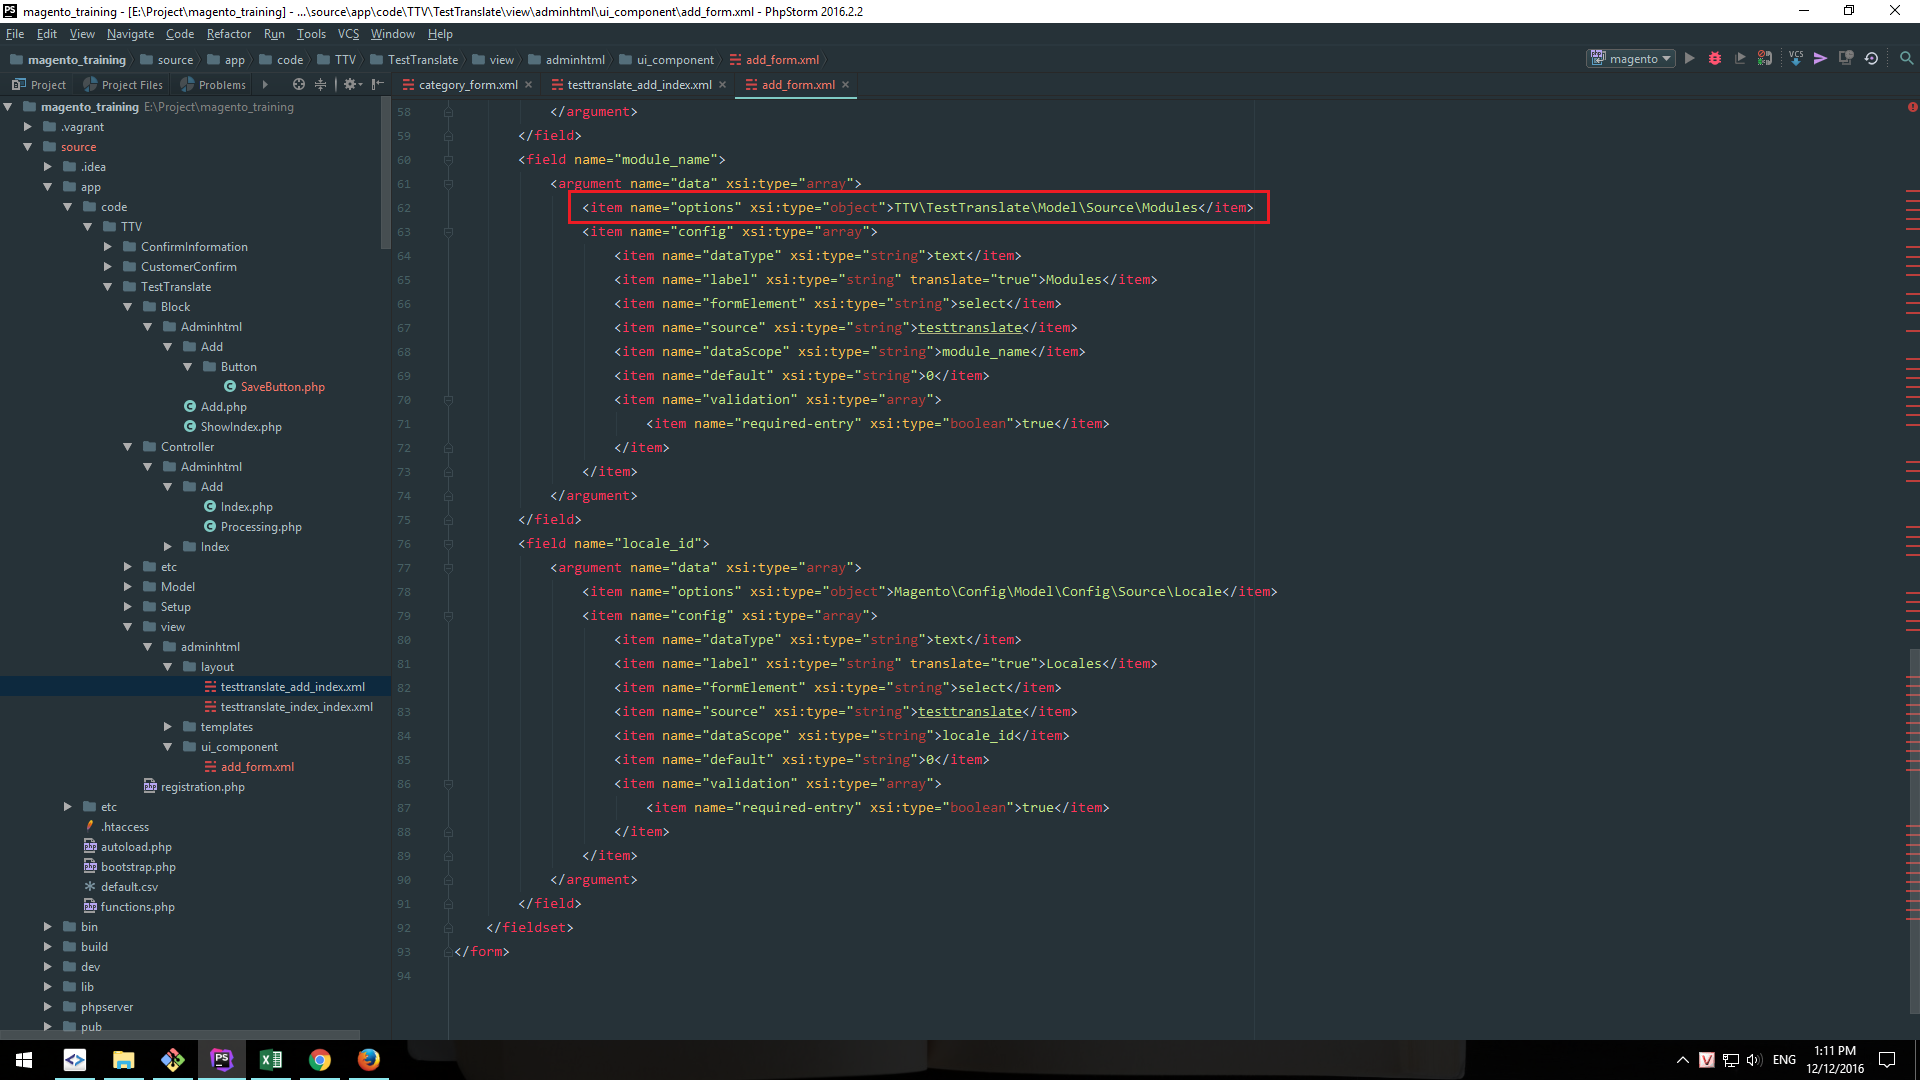 magento_training - [E:\Project\magento_training] - ...\source\app\code\TTV\TestTranslate\view\adminhtml\ui_component\add_form.xml - PhpStorm 2016.2.2
File Edit View Navigate Code Refactor Run Tools VCS Window Help
magento_training source app code TTV TestTranslate view adminhtml ui_component add_form.xml magento VCS
Project Project Files Problems
category_form.xml testtranslate_add_index.xml add_form.xml
magento_training E:\Project\magento_training
.vagrant
source
.idea
app
code
TTV
ConfirmInformation
CustomerConfirm
TestTranslate
Block
Adminhtml
Add
Button
SaveButton.php
Add.php
ShowIndex.php
Controller
Adminhtml
Add
Index.php
Processing.php
Index
etc
Model
Setup
view
adminhtml
layout
testtranslate_add_index.xml
testtranslate_index_index.xml
templates
ui_component
add_form.xml
registration.php
etc
.htaccess
autoload.php
bootstrap.php
default.csv
functions.php
bin
build
dev
lib
phpserver
pub
58 </argument>
59 </field>
60 <field name="module_name">
61 <argument name="data" xsi:type="array">
62 <item name="options" xsi:type="object">TTV\TestTranslate\Model\Source\Modules</item>
63 <item name="config" xsi:type="array">
64 <item name="dataType" xsi:type="string">text</item>
65 <item name="label" xsi:type="string" translate="true">Modules</item>
66 <item name="formElement" xsi:type="string">select</item>
67 <item name="source" xsi:type="string">testtranslate</item>
68 <item name="dataScope" xsi:type="string">module_name</item>
69 <item name="default" xsi:type="string">0</item>
70 <item name="validation" xsi:type="array">
71 <item name="required-entry" xsi:type="boolean">true</item>
72 </item>
73 </item>
74 </argument>
75 </field>
76 <field name="locale_id">
77 <argument name="data" xsi:type="array">
78 <item name="options" xsi:type="object">Magento\Config\Model\Config\Source\Locale</item>
79 <item name="config" xsi:type="array">
80 <item name="dataType" xsi:type="string">text</item>
81 <item name="label" xsi:type="string" translate="true">Locales</item>
82 <item name="formElement" xsi:type="string">select</item>
83 <item name="source" xsi:type="string">testtranslate</item>
84 <item name="dataScope" xsi:type="string">locale_id</item>
85 <item name="default" xsi:type="string">0</item>
86 <item name="validation" xsi:type="array">
87 <item name="required-entry" xsi:type="boolean">true</item>
88 </item>
89 </item>
90 </argument>
91 </field>
92 </fieldset>
93 </form>
94
ENG
1:11 PM
12/12/2016